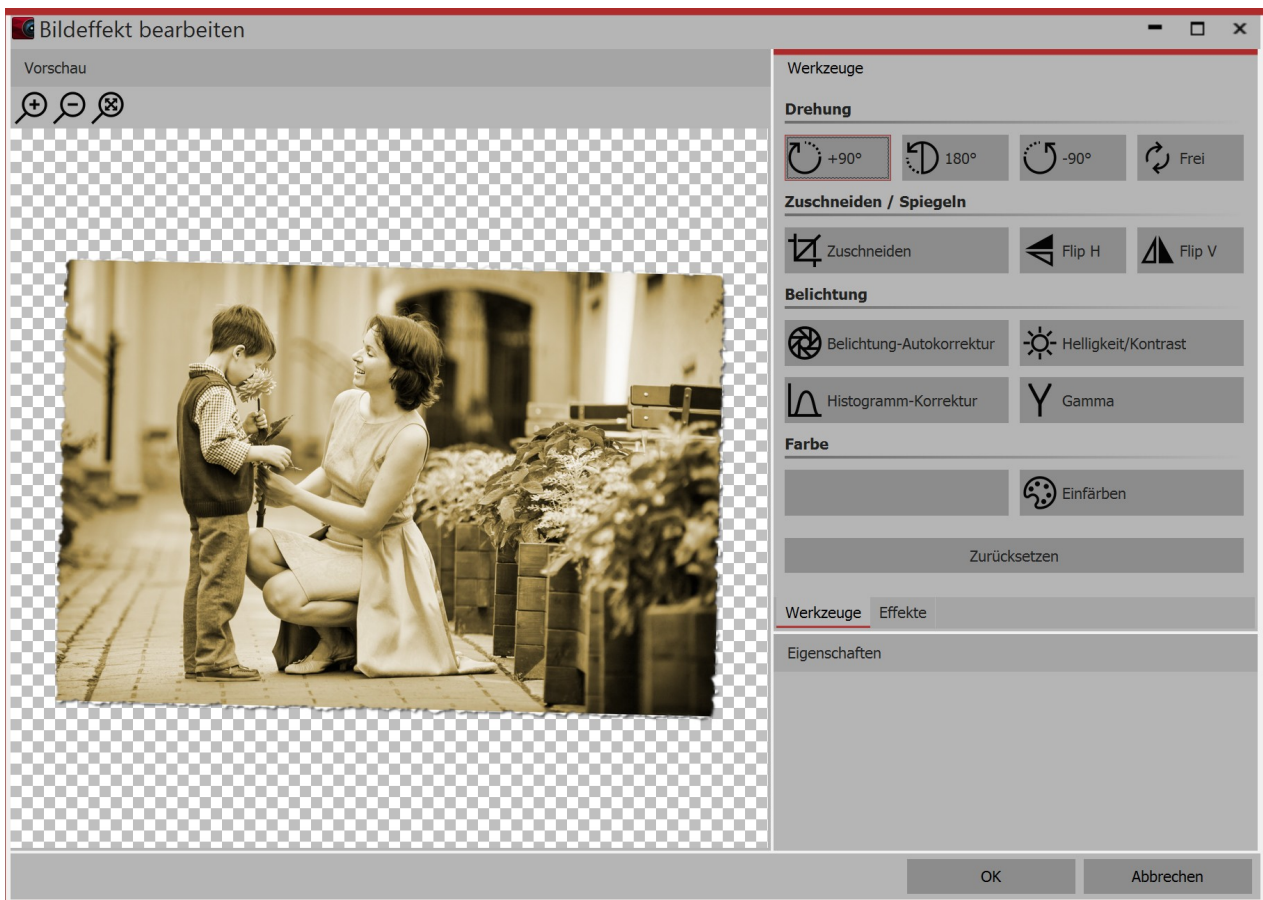 Bildeffekt bearbeiten
Vorschau
Werkzeuge
Drehung
+90°
180°
-90°
Frei
Zuschneiden / Spiegeln
Zuschneiden
Flip H
Flip V
Belichtung
Belichtung-Autokorrektur
Helligkeit/Kontrast
Histogramm-Korrektur
Gamma
Farbe
Einfärben
Zurücksetzen
Werkzeuge
Effekte
Eigenschaften
OK
Abbrechen